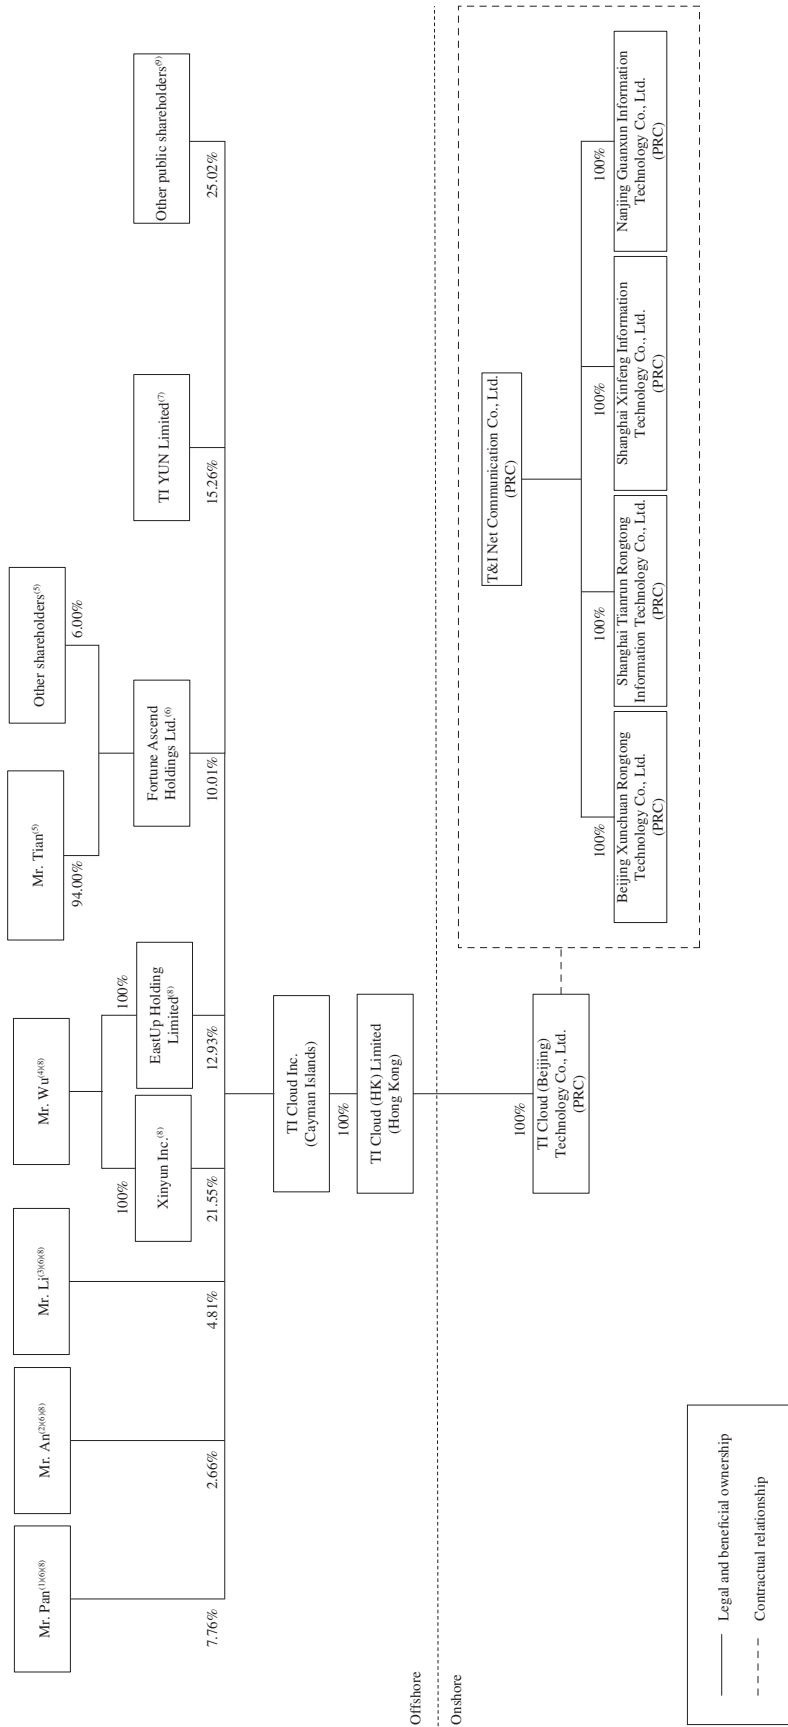 Mr. Pan(1)(6)(8)
Mr. An(2)(6)(8)
Mr. Li(3)(6)(8)
Mr. Wu(4)(8)
Mr. Tian(5)
Other shareholders(5)
100%
100%
94.00%
6.00%
Xinyun Inc.(8)
EastUp Holding
Limited(8)
Fortune Ascend
Holdings Ltd.(6)
TI YUN Limited(7)
Other public shareholders(9)
7.76%
2.66%
4.81%
21.55%
12.93%
10.01%
15.26%
25.02%
TI Cloud Inc.
(Cayman Islands)
100%
TI Cloud (HK) Limited
(Hong Kong)
Offshore
Onshore
100%
TI Cloud (Beijing)
Technology Co., Ltd.
(PRC)
T&I Net Communication Co., Ltd.
(PRC)
100%
100%
100%
100%
Beijing Xunchuan Rongtong
Technology Co., Ltd.
(PRC)
Shanghai Tianrun Rongtong
Information Technology Co., Ltd.
(PRC)
Shanghai Xinfeng Information
Technology Co., Ltd.
(PRC)
Nanjing Guanxun Information
Technology Co., Ltd.
(PRC)
Legal and beneficial ownership
Contractual relationship